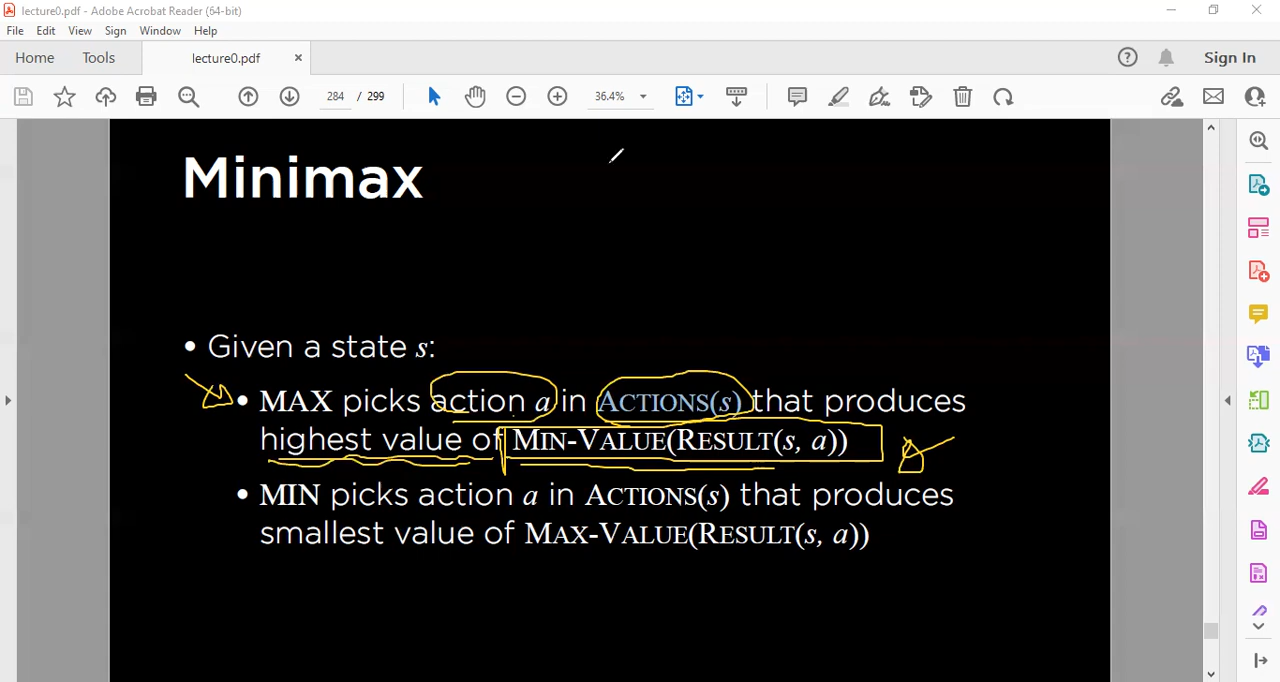 lecture0.pdf - Adobe Acrobat Reader (64-bit)
File Edit View Sign Window Help
Home Tools lecture0.pdf × Sign In
284 / 299 36.4%
Minimax
• Given a state s:
• MAX picks action a in ACTIONS(s) that produces
highest value of MIN-VALUE(RESULT(s, a))
• MIN picks action a in ACTIONS(s) that produces
smallest value of MAX-VALUE(RESULT(s, a))